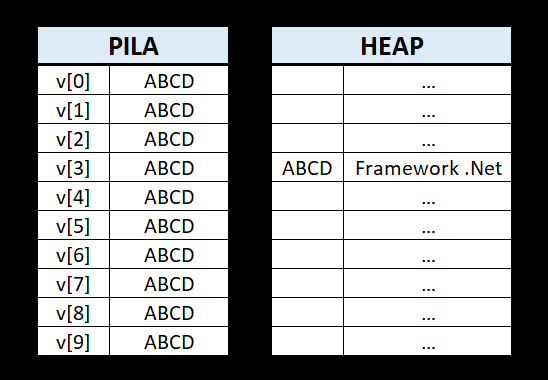 PILA HEAP
v[0] ABCD ...
v[1] ABCD ...
v[2] ABCD ...
v[3] ABCD ABCD Framework .Net
v[4] ABCD ...
v[5] ABCD ...
v[6] ABCD ...
v[7] ABCD ...
v[8] ABCD ...
v[9] ABCD ...